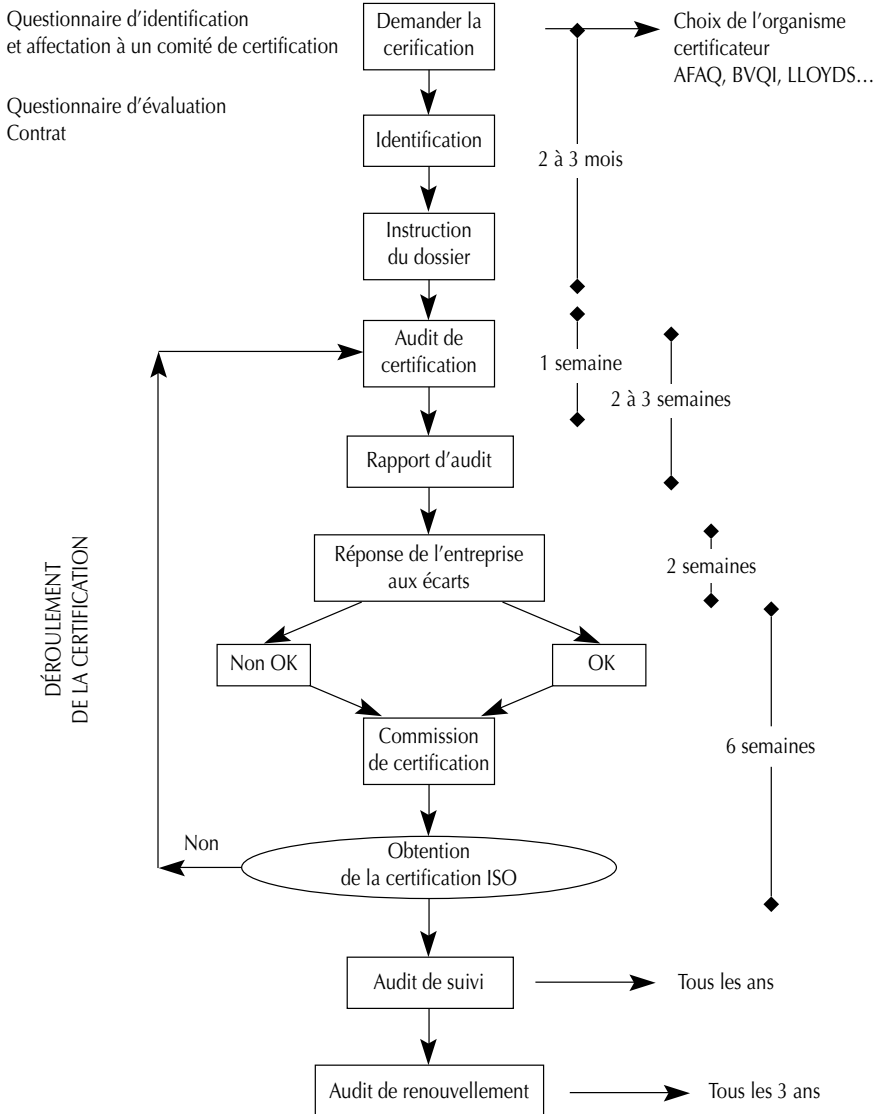 Questionnaire d'identification
et affectation à un comité de certification
Demander la
cerification
Choix de l'organisme
certificateur
AFAQ, BVQI, LLOYDS…
Questionnaire d'évaluation
Contrat
Identification
2 à 3 mois
Instruction
du dossier
Audit de
certification
1 semaine
2 à 3 semaines
Rapport d'audit
Réponse de l'entreprise
aux écarts
2 semaines
DÉROULEMENT
DE LA CERTIFICATION
Non OK
OK
Commission
de certification
6 semaines
Non
Obtention
de la certification ISO
Audit de suivi
Tous les ans
Audit de renouvellement
Tous les 3 ans